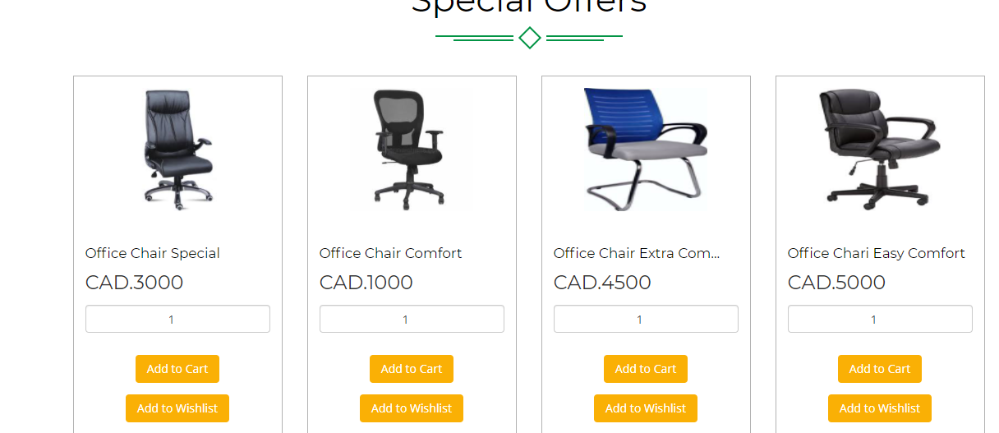 Special Offers
Office Chair Special
CAD.3000
1
Add to Cart
Add to Wishlist
Office Chair Comfort
CAD.1000
1
Add to Cart
Add to Wishlist
Office Chair Extra Com...
CAD.4500
1
Add to Cart
Add to Wishlist
Office Chari Easy Comfort
CAD.5000
1
Add to Cart
Add to Wishlist